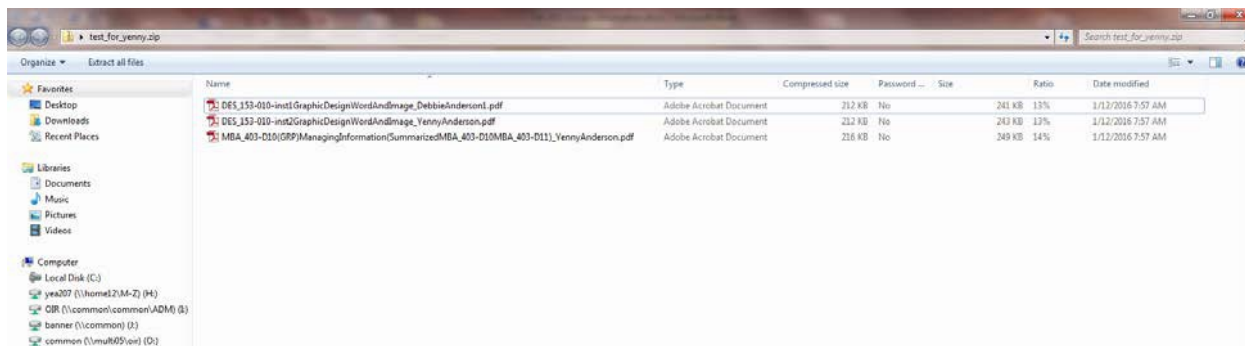 test_for_yenny.zip
Search test_for_yenny.zip
Organize Extract all files
Favorites
Desktop
Downloads
Recent Places
Libraries
Documents
Music
Pictures
Videos
Computer
Local Disk (C:)
yea207 (\\home12\M-Z) (H:)
OIR (\\common\common\ADM) (I:)
banner (\\common) (J:)
common (\\multi05\oir) (O:)
Name Type Compressed size Password ... Size Ratio Date modified
DES_153-010-inst1GraphicDesignWordAndImage_DebbieAnderson1.pdf Adobe Acrobat Document 212 KB No 241 KB 13% 1/12/2016 7:57 AM
DES_153-010-inst2GraphicDesignWordAndImage_YennyAnderson.pdf Adobe Acrobat Document 212 KB No 243 KB 13% 1/12/2016 7:57 AM
MBA_403-D10(GRP)ManagingInformation(SummarizedMBA_403-D10MBA_403-D11)_YennyAnderson.pdf Adobe Acrobat Document 216 KB No 249 KB 14% 1/12/2016 7:57 AM